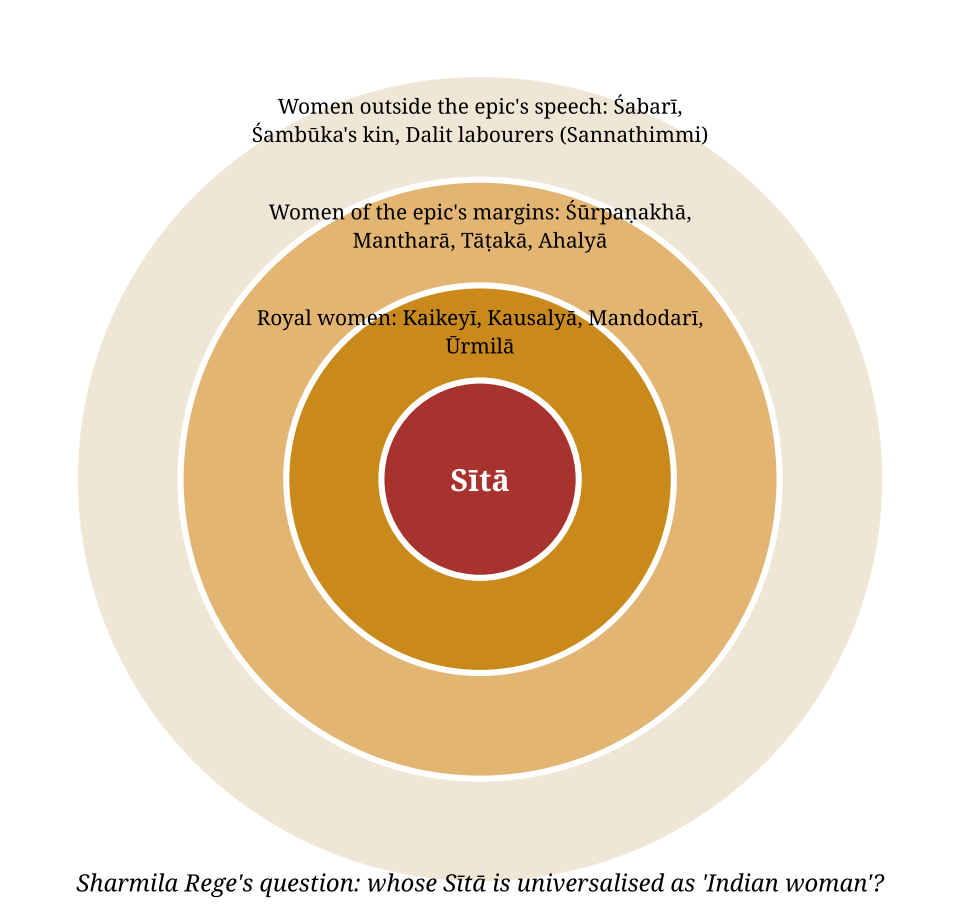 Women outside the epic's speech: Śabarī,
Śambūka's kin, Dalit labourers (Sannathimmi)
Women of the epic's margins: Śūrpaṇakhā,
Mantharā, Tāṭakā, Ahalyā
Royal women: Kaikeyī, Kausalyā, Mandodarī,
Ūrmilā
Sītā
Sharmila Rege's question: whose Sītā is universalised as 'Indian woman'?